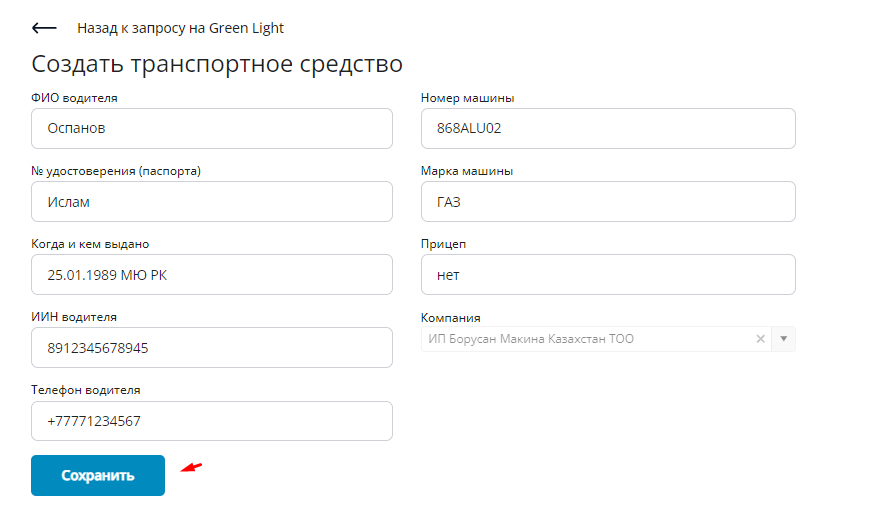 Назад к запросу на Green Light
Создать транспортное средство
ФИО водителя
Оспанов
№ удостоверения (паспорта)
Ислам
Когда и кем выдано
25.01.1989 МЮ РК
ИИН водителя
8912345678945
Телефон водителя
+77771234567
Сохранить
Номер машины
868ALU02
Марка машины
ГАЗ
Прицеп
нет
Компания
ИП Борусан Макина Казахстан ТОО